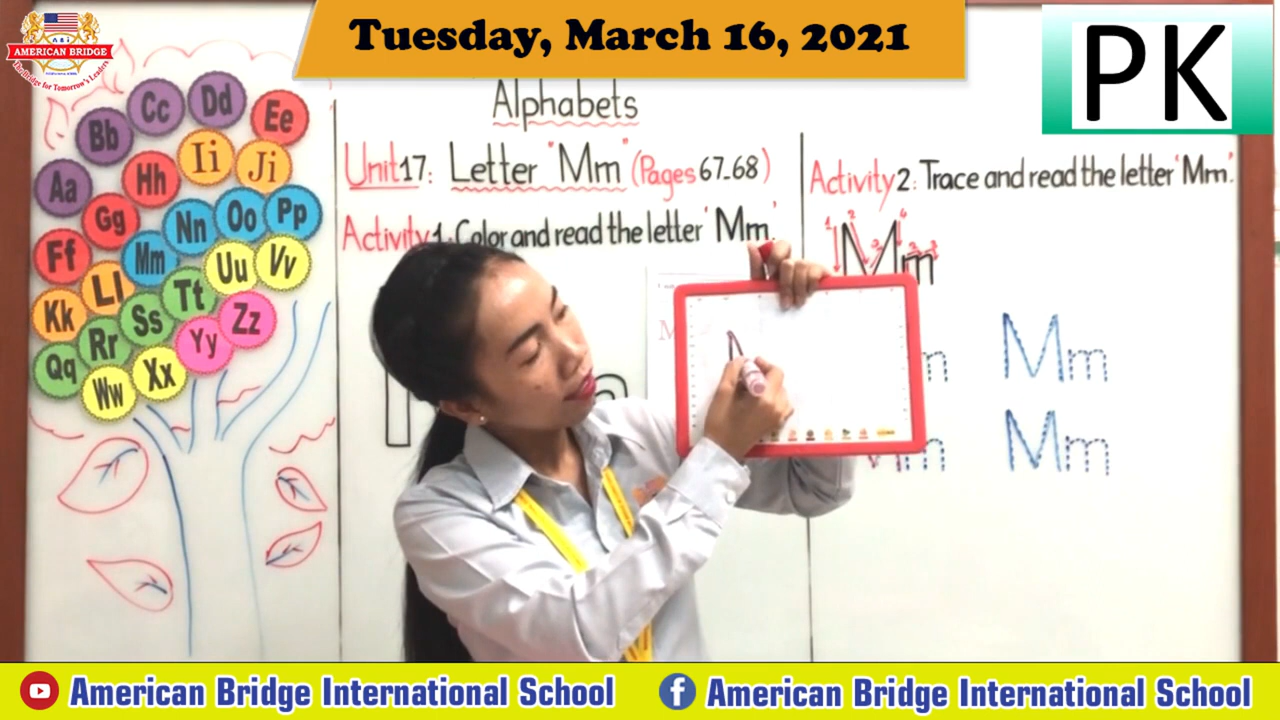 Tuesday, March 16, 2021
PK
AMERICAN BRIDGE
The Bridge for Tomorrow's Leaders
Alphabets
Unit 17: Letter "Mm" (Pages 67-68)
Activity 1: Color and read the letter 'Mm'.
Activity 2: Trace and read the letter 'Mm'.
Mm
Mm
m
Mm
m
Aa
Bb
Cc
Dd
Ee
Ff
Gg
Hh
Ii
Jj
Kk
Ll
Mm
Nn
Oo
Pp
Qq
Rr
Ss
Tt
Uu
Vv
Ww
Xx
Yy
Zz
American Bridge International School
American Bridge International School